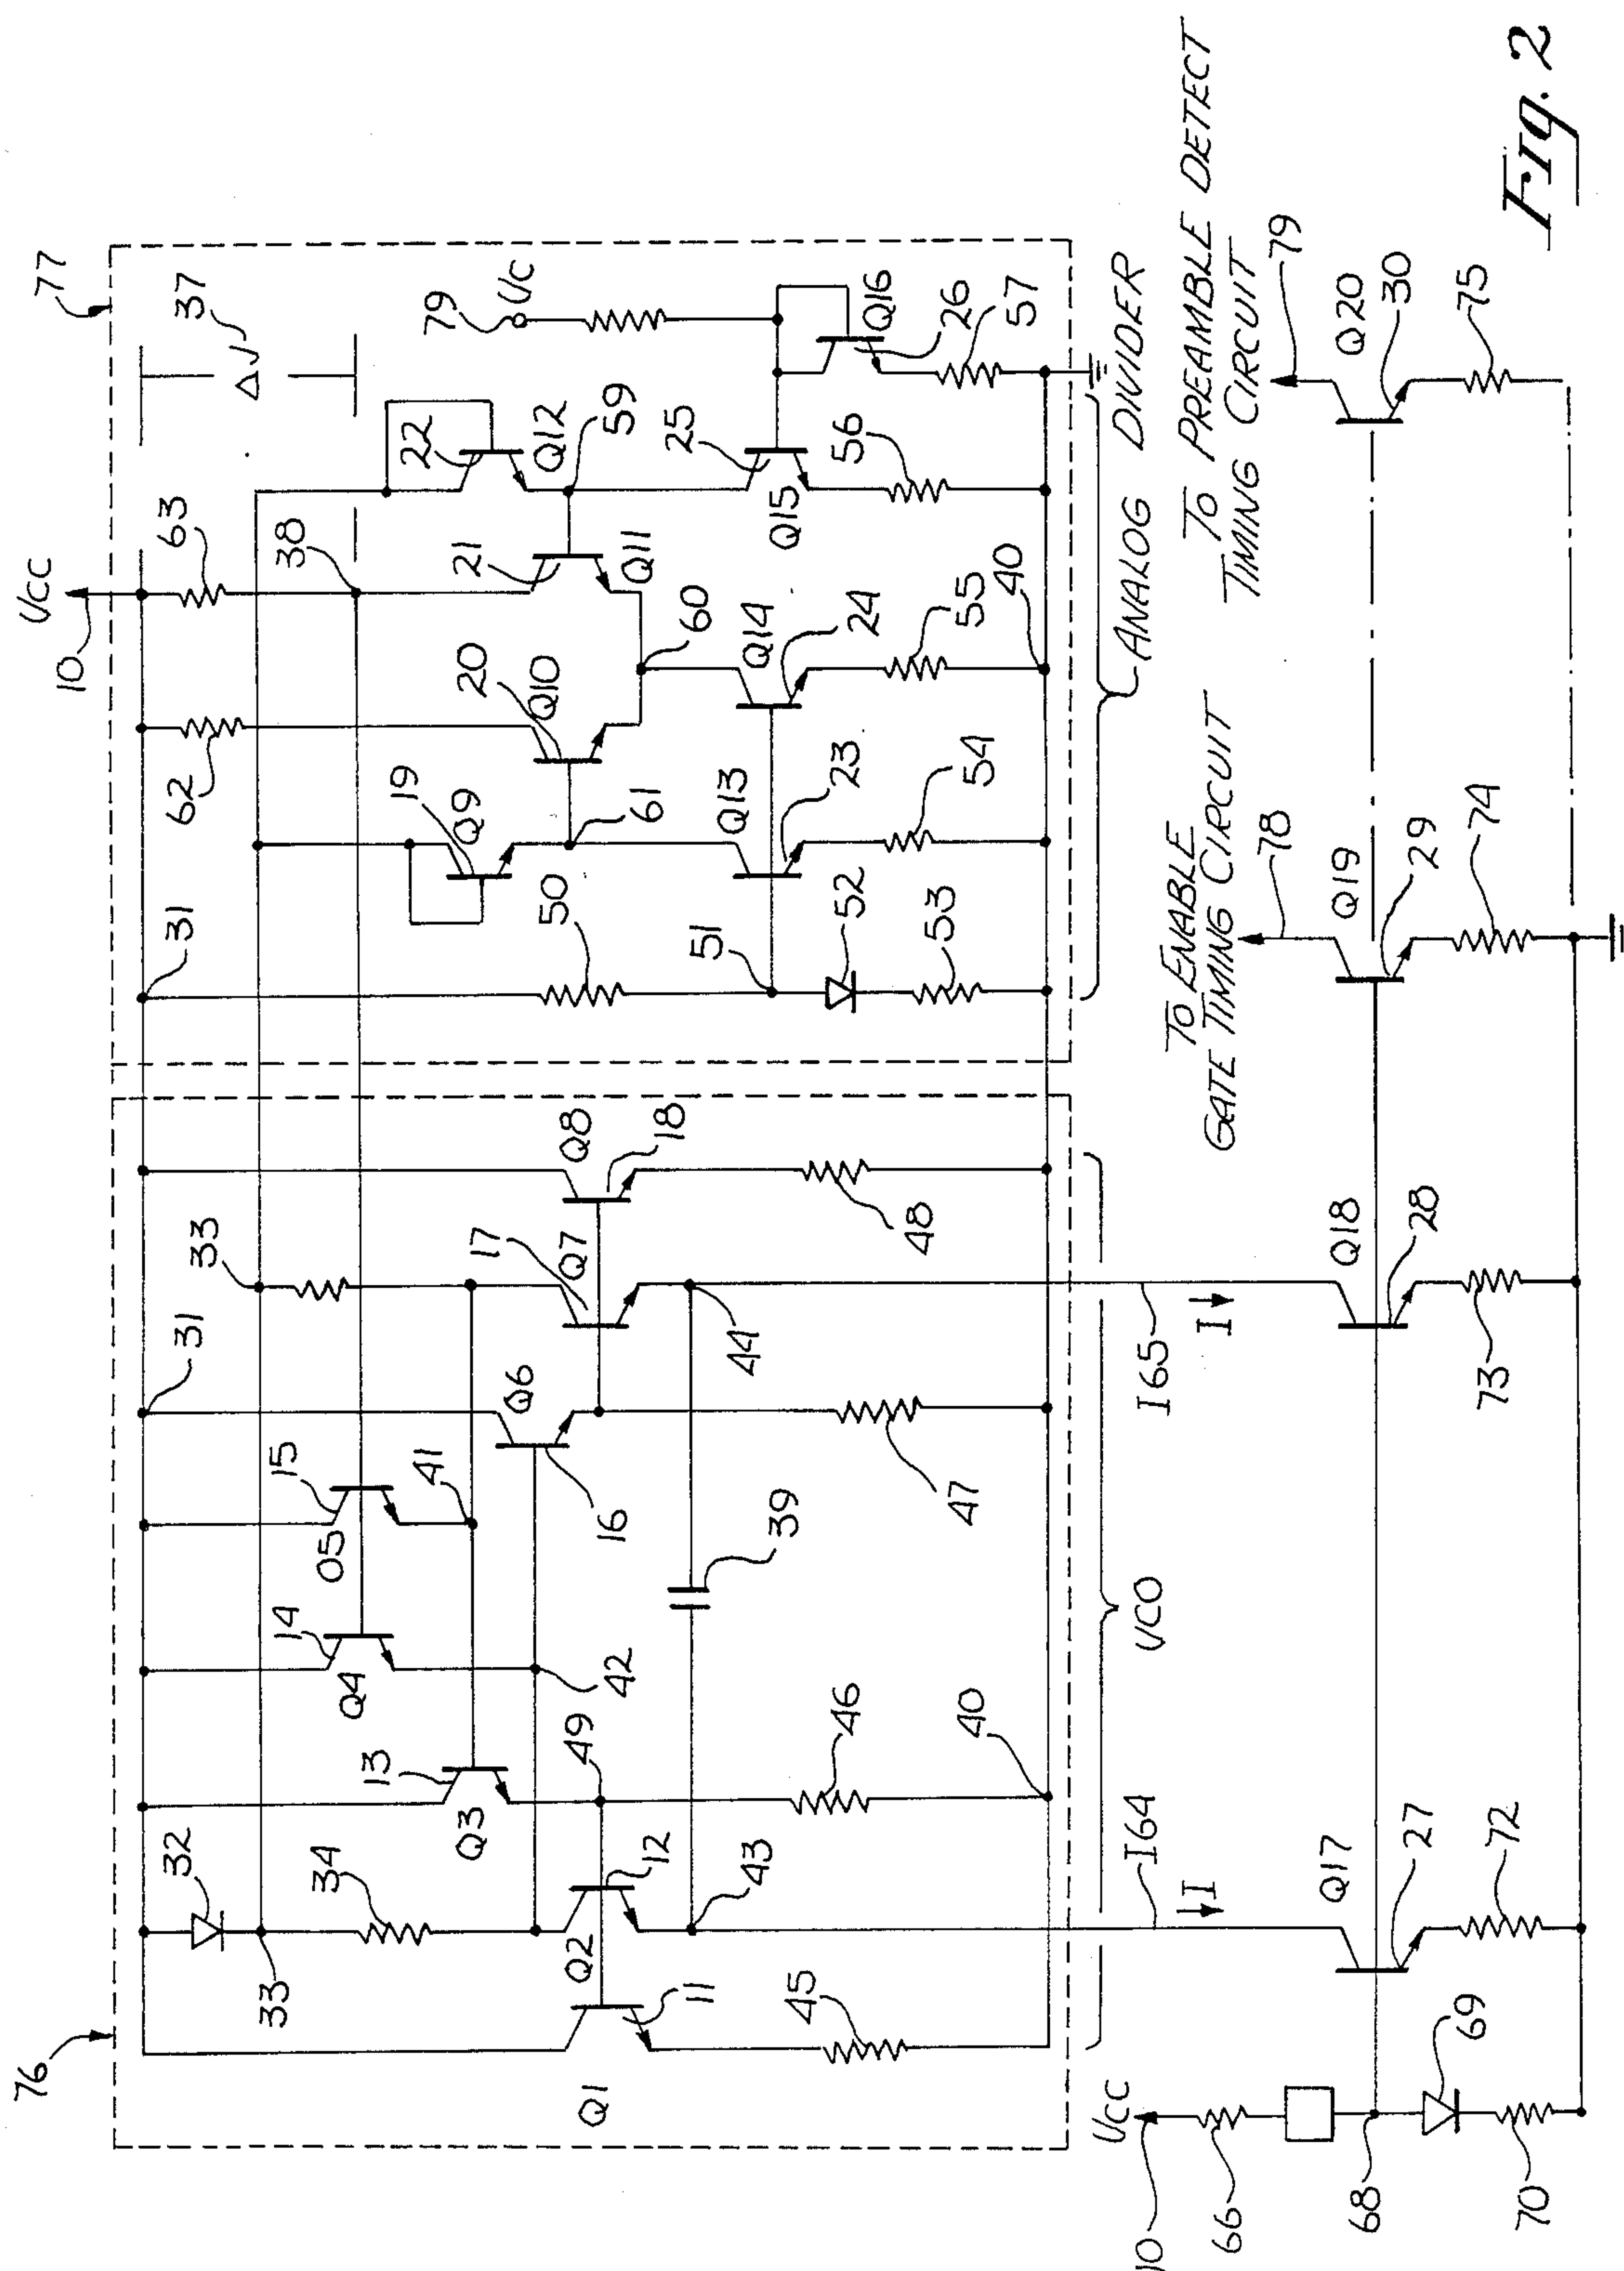 76
77
VCC
10
63
ΔV
37
31
31
62
38
79
VC
32
33
33
34
13
Q3
14
Q4
15
O5
41
42
49
Q6
16
17
Q7
Q8
18
50
19
Q9
20
Q10
21
Q11
22
Q12
59
60
61
Q1
11
Q2
12
43
39
44
45
46
47
48
40
51
52
53
Q13
23
54
Q14
24
55
40
Q15
25
56
Q16
26
57
VCO
ANALOG DIVIDER
I64
I
I65
I
TO ENABLE
GATE TIMING CIRCUIT
TO PREAMBLE DETECT
TIMING CIRCUIT
VCC
10
66
68
69
70
Q17
27
72
Q18
28
73
78
Q19
29
74
79
Q20
30
75
Fig. 2